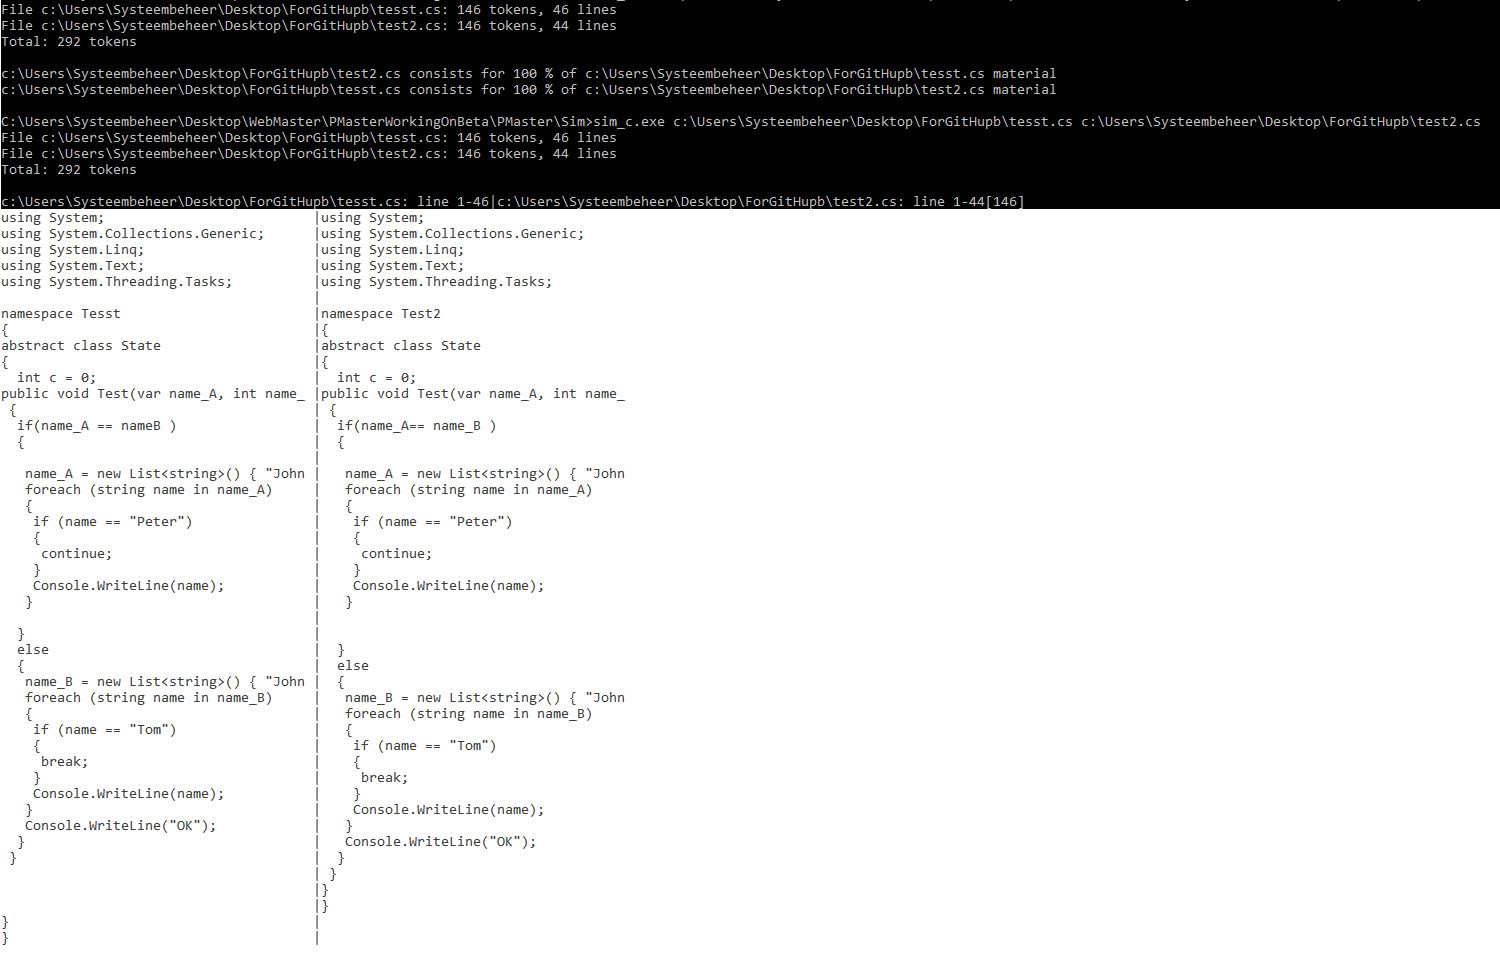 File c:\Users\Systeembeheer\Desktop\ForGitHupb\tesst.cs: 146 tokens, 46 lines
File c:\Users\Systeembeheer\Desktop\ForGitHupb\test2.cs: 146 tokens, 44 lines
Total: 292 tokens

c:\Users\Systeembeheer\Desktop\ForGitHupb\test2.cs consists for 100 % of c:\Users\Systeembeheer\Desktop\ForGitHupb\tesst.cs material
c:\Users\Systeembeheer\Desktop\ForGitHupb\tesst.cs consists for 100 % of c:\Users\Systeembeheer\Desktop\ForGitHupb\test2.cs material

C:\Users\Systeembeheer\Desktop\WebMaster\PMasterWorkingOnBeta\PMaster\Sim>sim_c.exe c:\Users\Systeembeheer\Desktop\ForGitHupb\tesst.cs c:\Users\Systeembeheer\Desktop\ForGitHupb\test2.cs
File c:\Users\Systeembeheer\Desktop\ForGitHupb\tesst.cs: 146 tokens, 46 lines
File c:\Users\Systeembeheer\Desktop\ForGitHupb\test2.cs: 146 tokens, 44 lines
Total: 292 tokens

c:\Users\Systeembeheer\Desktop\ForGitHupb\tesst.cs: line 1-46|c:\Users\Systeembeheer\Desktop\ForGitHupb\test2.cs: line 1-44[146]
using System;                          |using System;
using System.Collections.Generic;      |using System.Collections.Generic;
using System.Linq;                     |using System.Linq;
using System.Text;                     |using System.Text;
using System.Threading.Tasks;          |using System.Threading.Tasks;
                                       |
namespace Tesst                        |namespace Test2
{                                      |{
abstract class State                   |abstract class State
{                                      |{
  int c = 0;                           |  int c = 0;
public void Test(var name_A, int name_ |public void Test(var name_A, int name_
 {                                     | {
  if(name_A == nameB )                 |  if(name_A== name_B )
  {                                    |  {
                                       |
   name_A = new List<string>() { "John |   name_A = new List<string>() { "John
   foreach (string name in name_A)     |   foreach (string name in name_A)
   {                                   |   {
    if (name == "Peter")               |    if (name == "Peter")
    {                                  |    {
     continue;                         |     continue;
    }                                  |    }
    Console.WriteLine(name);           |    Console.WriteLine(name);
   }                                   |   }
                                       |
  }                                    |
  else                                 |  }
  {                                    |  else
   name_B = new List<string>() { "John |  {
   foreach (string name in name_B)     |   name_B = new List<string>() { "John
   {                                   |   foreach (string name in name_B)
    if (name == "Tom")                 |   {
    {                                  |    if (name == "Tom")
     break;                            |    {
    }                                  |     break;
    Console.WriteLine(name);           |    }
   }                                   |    Console.WriteLine(name);
   Console.WriteLine("OK");            |   }
  }                                    |   Console.WriteLine("OK");
 }                                     |  }
                                       | }
                                       |}
                                       |}
}                                      |
}                                      |